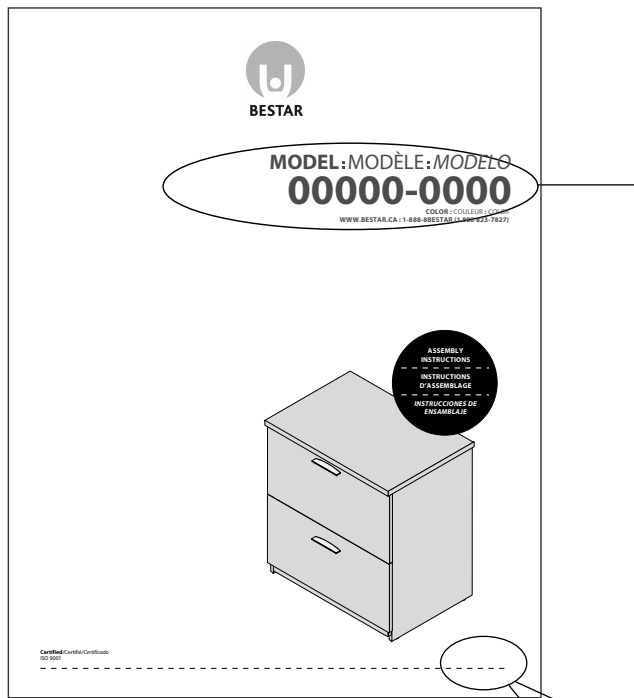 BESTAR
MODEL:MODÈLE:MODELO
00000-0000
COLOR : COULEUR : COLOR
WWW.BESTAR.CA : 1-888-8BESTAR (1-888 823-7827)
ASSEMBLY
INSTRUCTIONS
INSTRUCTIONS
D'ASSEMBLAGE
INSTRUCCIONES DE
ENSAMBLAJE
Certified/Certifié/Certificado
ISO 9001